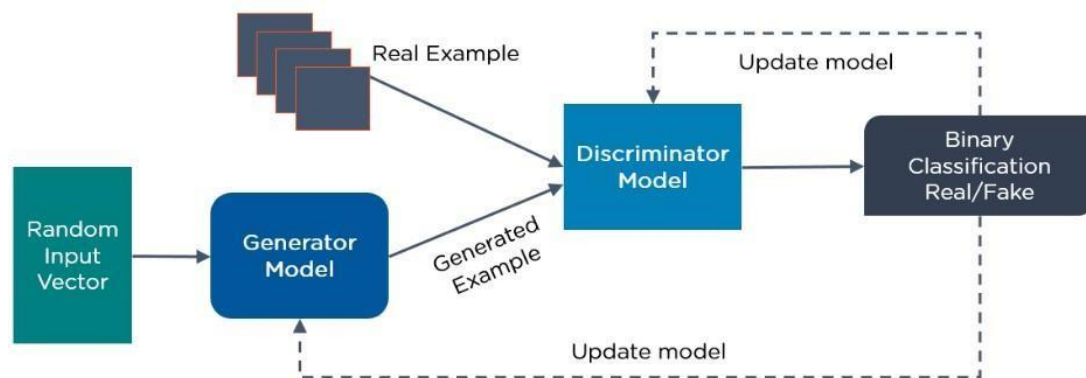 Real Example
Update model
Binary
Classification
Real/Fake
Discriminator
Model
Random
Input
Vector
Generator
Model
Generated
Example
Update model